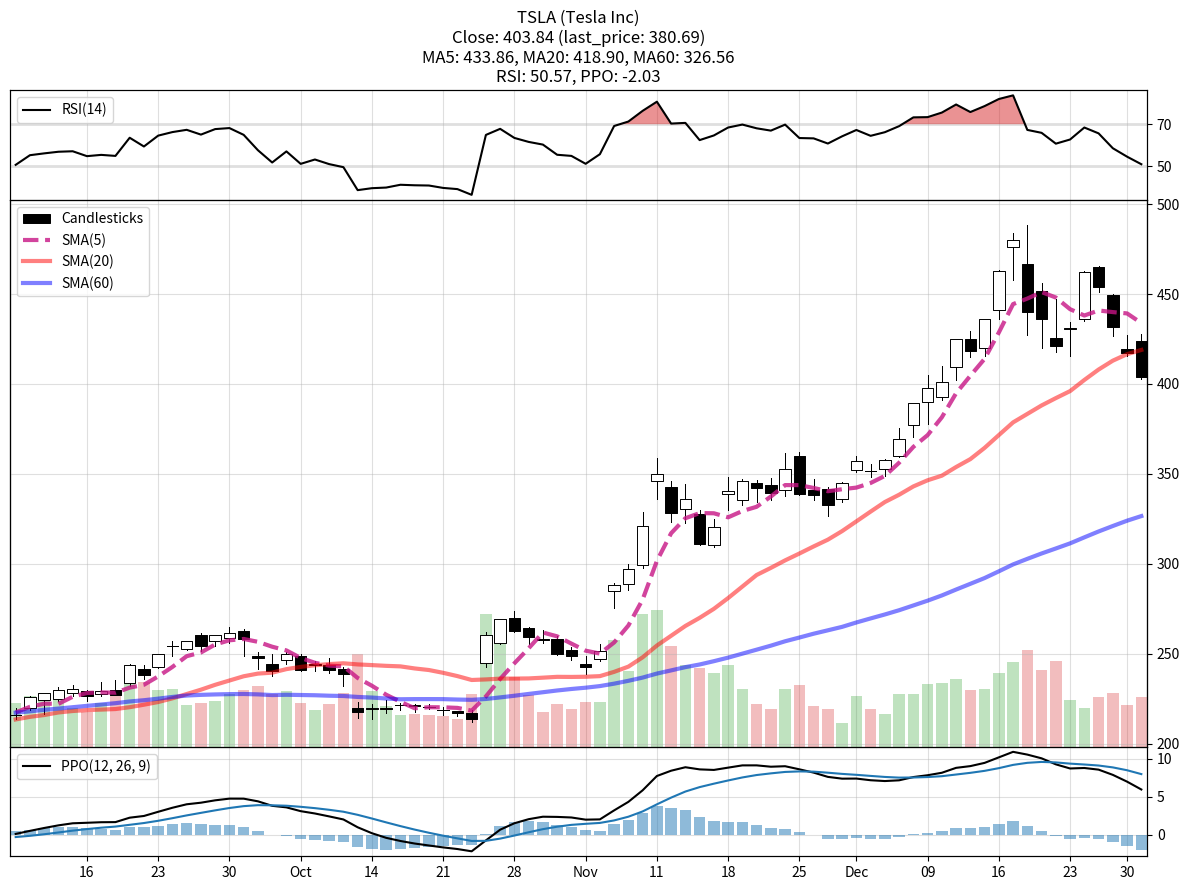 TSLA (Tesla Inc)
Close: 403.84 (last_price: 380.69)
MA5: 433.86, MA20: 418.90, MA60: 326.56
RSI: 50.57, PPO: -2.03
RSI(14)
70
50
Candlesticks
SMA(5)
SMA(20)
SMA(60)
500
450
400
350
300
250
200
PPO(12, 26, 9)
10
5
0
16 23 30 Oct 14 21 28 Nov 11 18 25 Dec 09 16 23 30